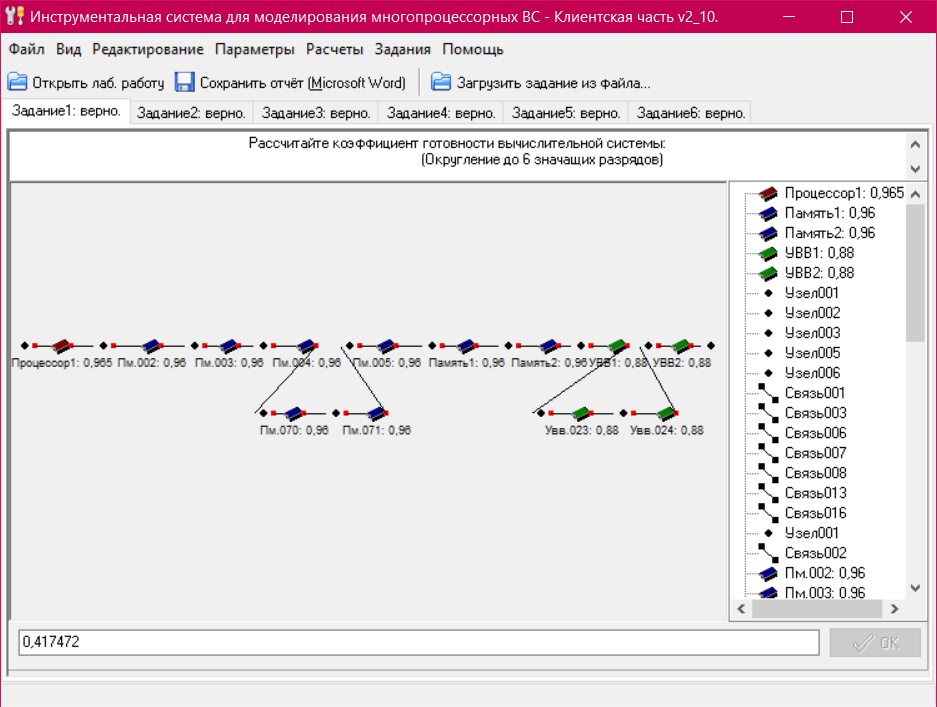 Инструментальная система для моделирования многопроцессорных ВС - Клиентская часть v2_10.
Файл Вид Редактирование Параметры Расчеты Задания Помощь
Открыть лаб. работу Сохранить отчёт (Microsoft Word) Загрузить задание из файла...
Задание1: верно. Задание2: верно. Задание3: верно. Задание4: верно. Задание5: верно. Задание6: верно.
Рассчитайте коэффициент готовности вычислительной системы:
(Округление до 6 значащих разрядов)
Процессор1: 0,965 Пм.002: 0,96 Пм.003: 0,96 Пм.004: 0,96 Пм.005: 0,96 Память1: 0,96 Память2: 0,96 УВВ1: 0,88 УВВ2: 0,88
Пм.070: 0,96 Пм.071: 0,96 Увв.023: 0,88 Увв.024: 0,88
Процессор1: 0,965
Память1: 0,96
Память2: 0,96
УВВ1: 0,88
УВВ2: 0,88
Узел001
Узел002
Узел003
Узел005
Узел006
Связь001
Связь003
Связь006
Связь007
Связь008
Связь013
Связь016
Узел001
Связь002
Пм.002: 0,96
Пм.003: 0,96
0,417472
OK